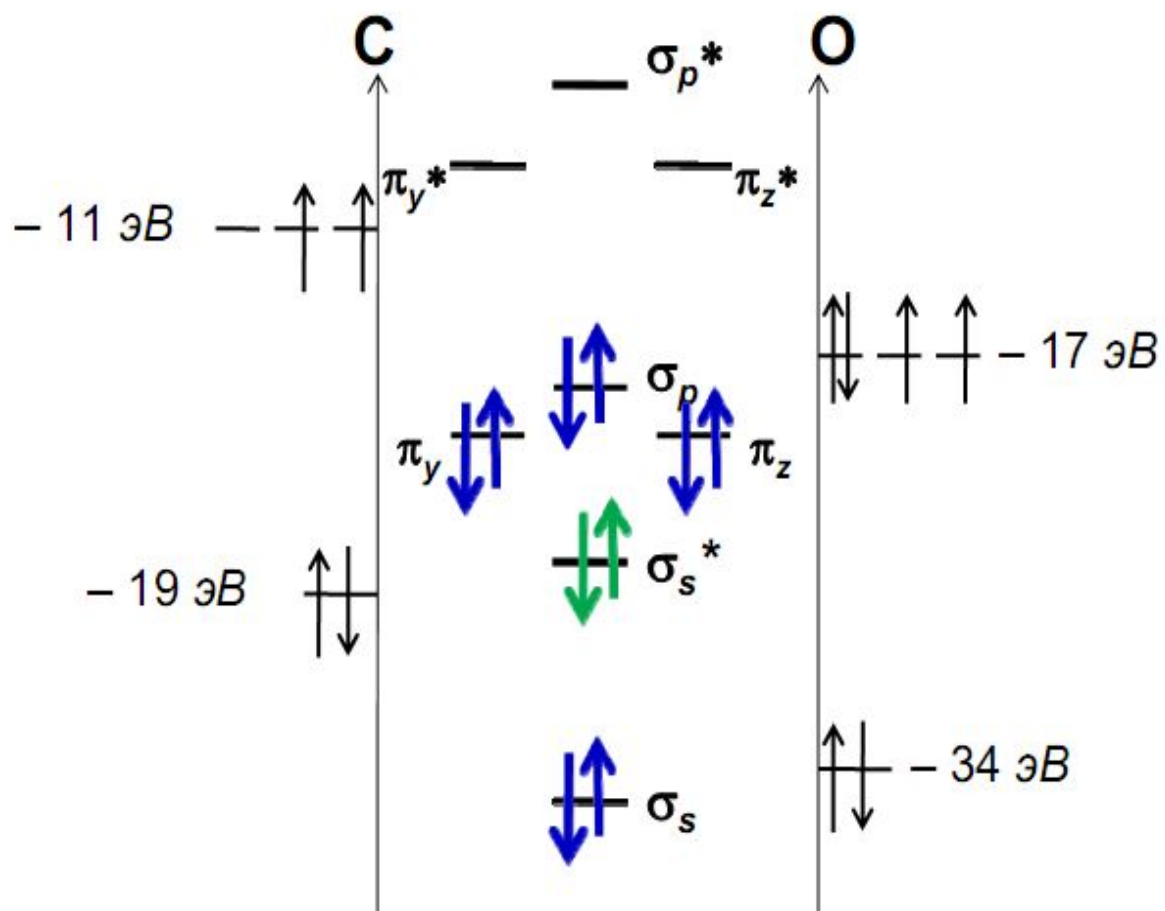 C O
σp*
πy* πz*
– 11 эВ
– 17 эВ
σp
πy πz
σs*
– 19 эВ
– 34 эВ
σs